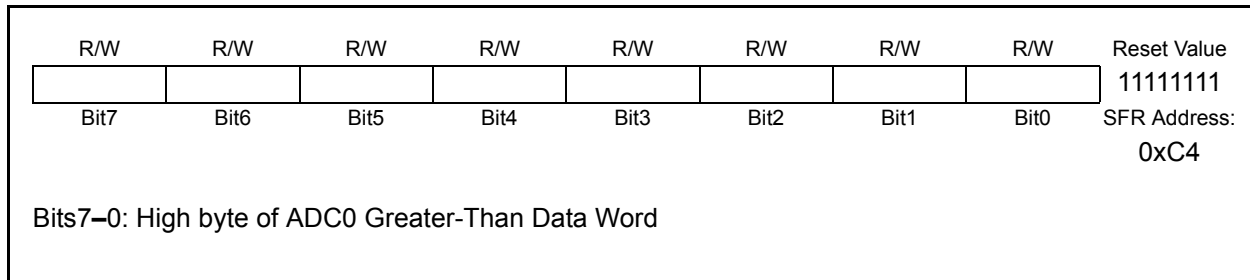 R/W R/W R/W R/W R/W R/W R/W R/W Reset Value
11111111
Bit7 Bit6 Bit5 Bit4 Bit3 Bit2 Bit1 Bit0 SFR Address:
0xC4
Bits7–0: High byte of ADC0 Greater-Than Data Word